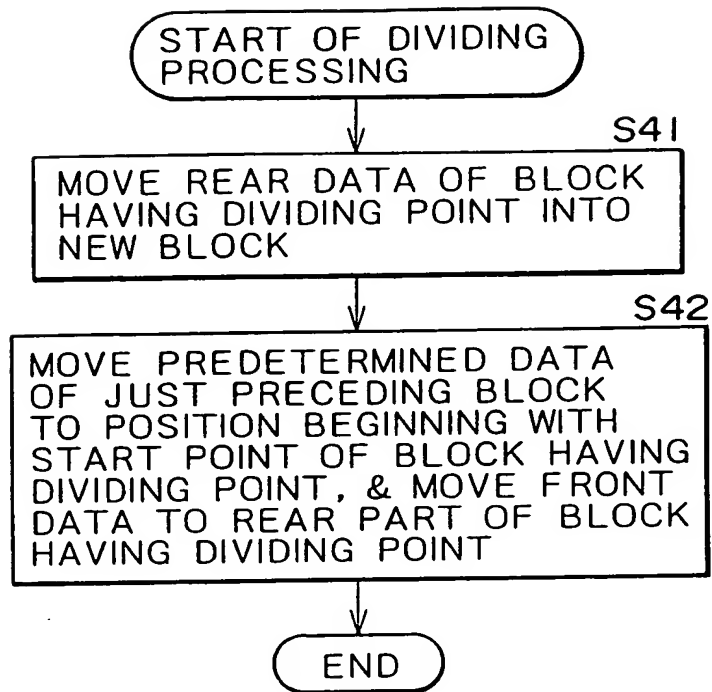 START OF DIVIDING
PROCESSING
S41
MOVE REAR DATA OF BLOCK
HAVING DIVIDING POINT INTO
NEW BLOCK
S42
MOVE PREDETERMINED DATA
OF JUST PRECEDING BLOCK
TO POSITION BEGINNING WITH
START POINT OF BLOCK HAVING
DIVIDING POINT, & MOVE FRONT
DATA TO REAR PART OF BLOCK
HAVING DIVIDING POINT
END